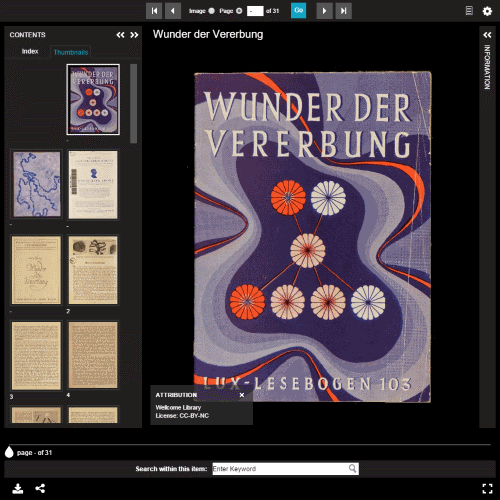 Image
Page
-
of 31
Go
CONTENTS
Index
Thumbnails
-
-
-
-
2
3
4
Wunder der Vererbung
WUNDER DER
VERERBUNG
LUX-LESEBOGEN 103
ATTRIBUTION
Wellcome Library
License: CC-BY-NC
INFORMATION
page - of 31
Search within this item:
Enter Keyword